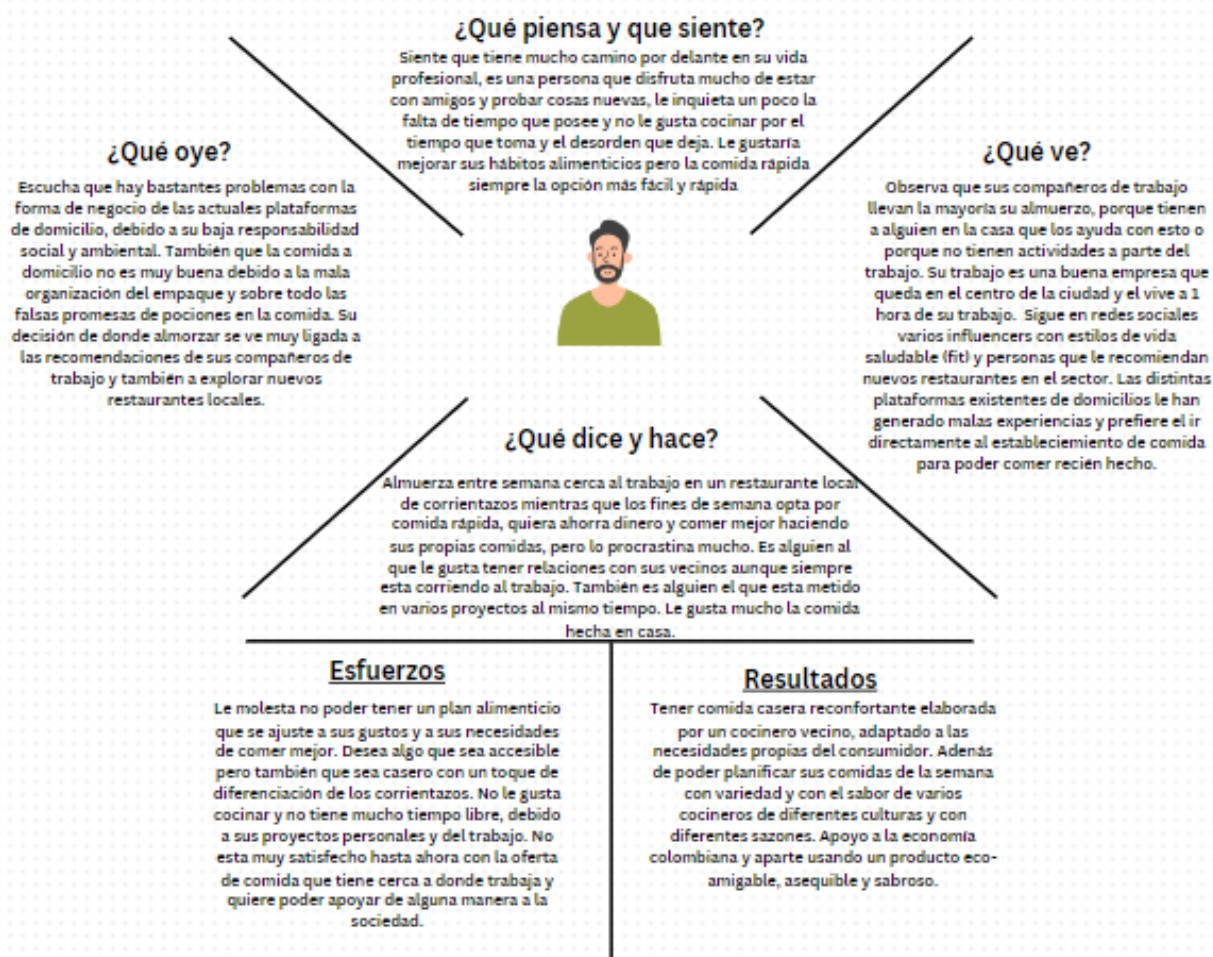 ¿Qué piensa y que siente?
Siente que tiene mucho camino por delante en su vida
profesional, es una persona que disfruta mucho de estar
con amigos y probar cosas nuevas, le inquieta un poco la
falta de tiempo que posee y no le gusta cocinar por el
tiempo que toma y el desorden que deja. Le gustaría
mejorar sus hábitos alimenticios pero la comida rápida
siempre la opción más fácil y rápida
¿Qué oye?
Escucha que hay bastantes problemas con la
forma de negocio de las actuales plataformas
de domicilio, debido a su baja responsabilidad
social y ambiental. También que la comida a
domicilio no es muy buena debido a la mala
organización del empaque y sobre todo las
falsas promesas de pociones en la comida. Su
decisión de donde almorzar se ve muy ligada a
las recomendaciones de sus compañeros de
trabajo y también a explorar nuevos
restaurantes locales.
¿Qué ve?
Observa que sus compañeros de trabajo
llevan la mayoría su almuerzo, porque tienen
a alguien en la casa que los ayuda con esto o
porque no tienen actividades a parte del
trabajo. Su trabajo es una buena empresa que
queda en el centro de la ciudad y el vive a 1
hora de su trabajo. Sigue en redes sociales
varios influencers con estilos de vida
saludable (fit) y personas que le recomiendan
nuevos restaurantes en el sector. Las distintas
plataformas existentes de domicilios le han
generado malas experiencias y prefiere el ir
directamente al estableciemiento de comida
para poder comer recién hecho.
¿Qué dice y hace?
Almuerza entre semana cerca al trabajo en un restaurante local
de corrientazos mientras que los fines de semana opta por
comida rápida, quiera ahorra dinero y comer mejor haciendo
sus propias comidas, pero lo procrastina mucho. Es alguien al
que le gusta tener relaciones con sus vecinos aunque siempre
esta corriendo al trabajo. También es alguien el que esta metido
en varios proyectos al mismo tiempo. Le gusta mucho la comida
hecha en casa.
Esfuerzos
Le molesta no poder tener un plan alimenticio
que se ajuste a sus gustos y a sus necesidades
de comer mejor. Desea algo que sea accesible
pero también que sea casero con un toque de
diferenciación de los corrientazos. No le gusta
cocinar y no tiene mucho tiempo libre, debido
a sus proyectos personales y del trabajo. No
esta muy satisfecho hasta ahora con la oferta
de comida que tiene cerca a donde trabaja y
quiere poder apoyar de alguna manera a la
sociedad.
Resultados
Tener comida casera reconfortante elaborada
por un cocinero vecino, adaptado a las
necesidades propias del consumidor. Adenás
de poder planificar sus comidas de la semana
con variedad y con el sabor de varios
cocineros de diferentes culturas y con
diferentes sazones. Apoyo a la economía
colombiana y aparte usando un producto eco-
amigable, asequible y sabroso.